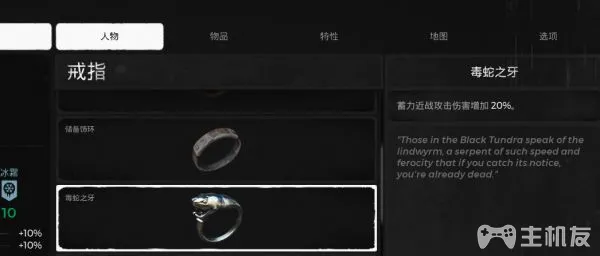 人物
物品
特性
地图
选项
戒指
毒蛇之牙
储备饰环
蓄力近战攻击伤害增加 20%。
"Those in the Black Tundra speak of the
lindwyrm, a serpent of such speed and
ferocity that if you catch its notice,
you're already dead."
冰霜
10
+10%
+10%
毒蛇之牙
主机友